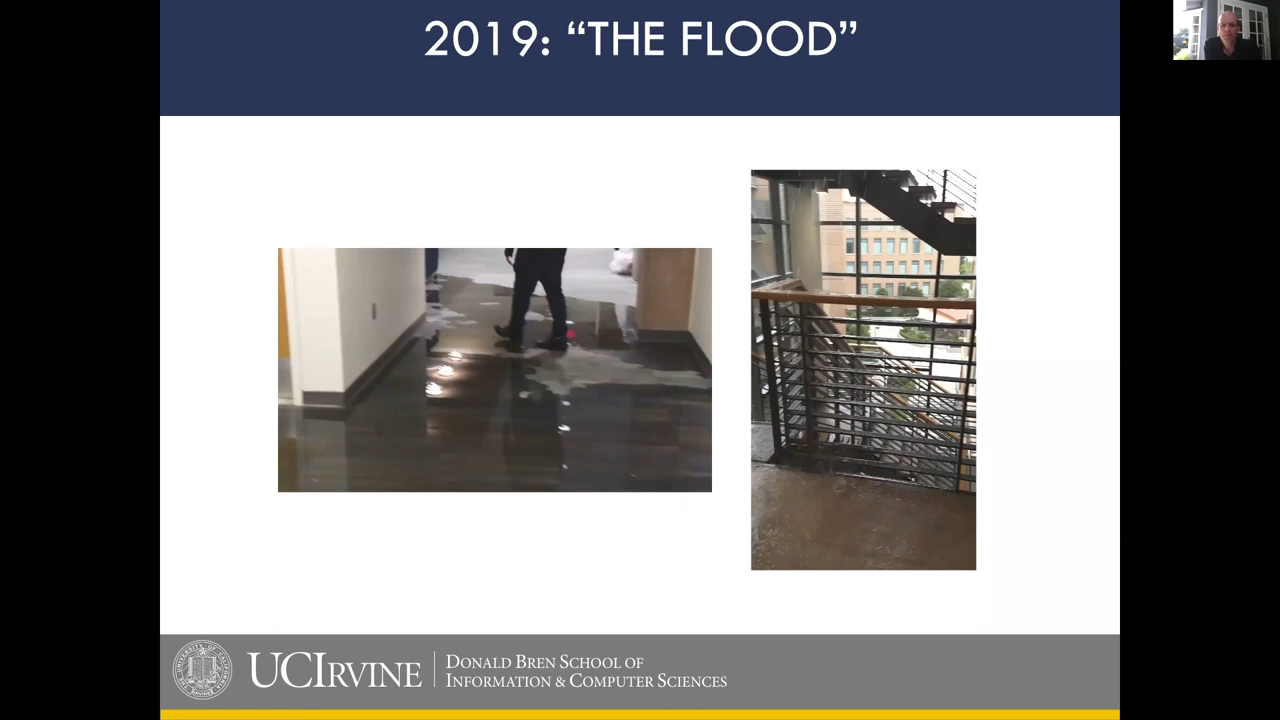 2019: “THE FLOOD”
UCIRVINE
DONALD BREN SCHOOL OF
INFORMATION & COMPUTER SCIENCES